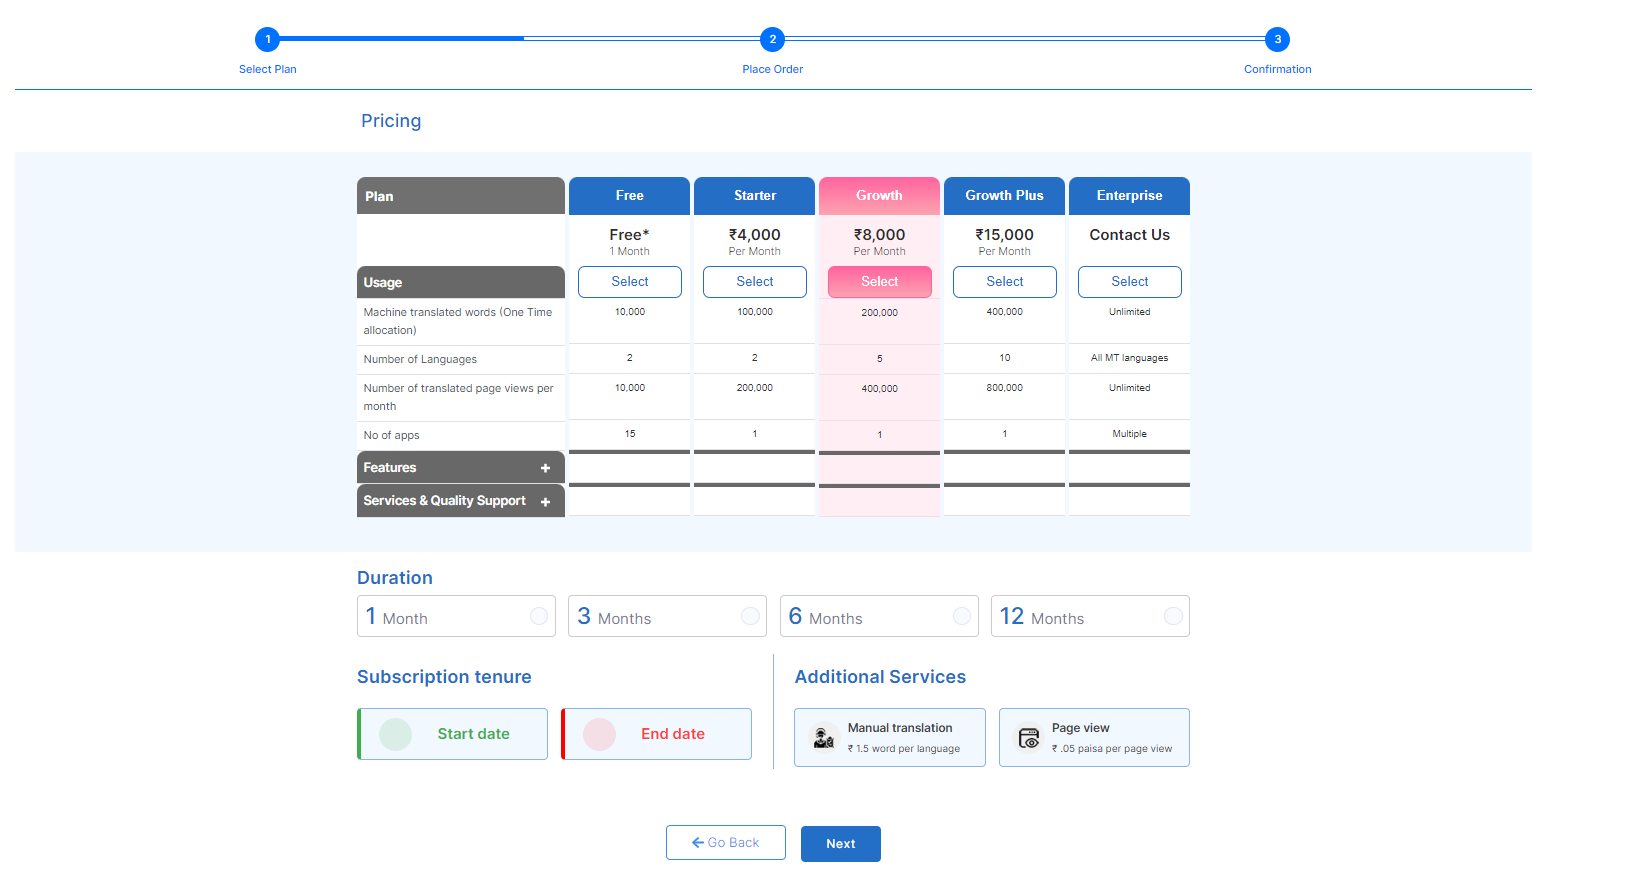 1
2
3
Select Plan
Place Order
Confirmation
Pricing
Plan
Free
Starter
Growth
Growth Plus
Enterprise
Free*
₹4,000
₹8,000
₹15,000
Contact Us
1 Month
Per Month
Per Month
Per Month
Usage
Select
Select
Select
Select
Select
Machine translated words (One Time
allocation)
10,000
100,000
200,000
400,000
Unlimited
Number of Languages
2
2
5
10
All MT languages
Number of translated page views per
month
10,000
200,000
400,000
800,000
Unlimited
No of apps
15
1
1
1
Multiple
Features +
Services & Quality Support +
Duration
1 Month
3 Months
6 Months
12 Months
Subscription tenure
Start date
End date
Additional Services
Manual translation
₹ 1.5 word per language
Page view
₹ .05 paisa per page view
Go Back
Next